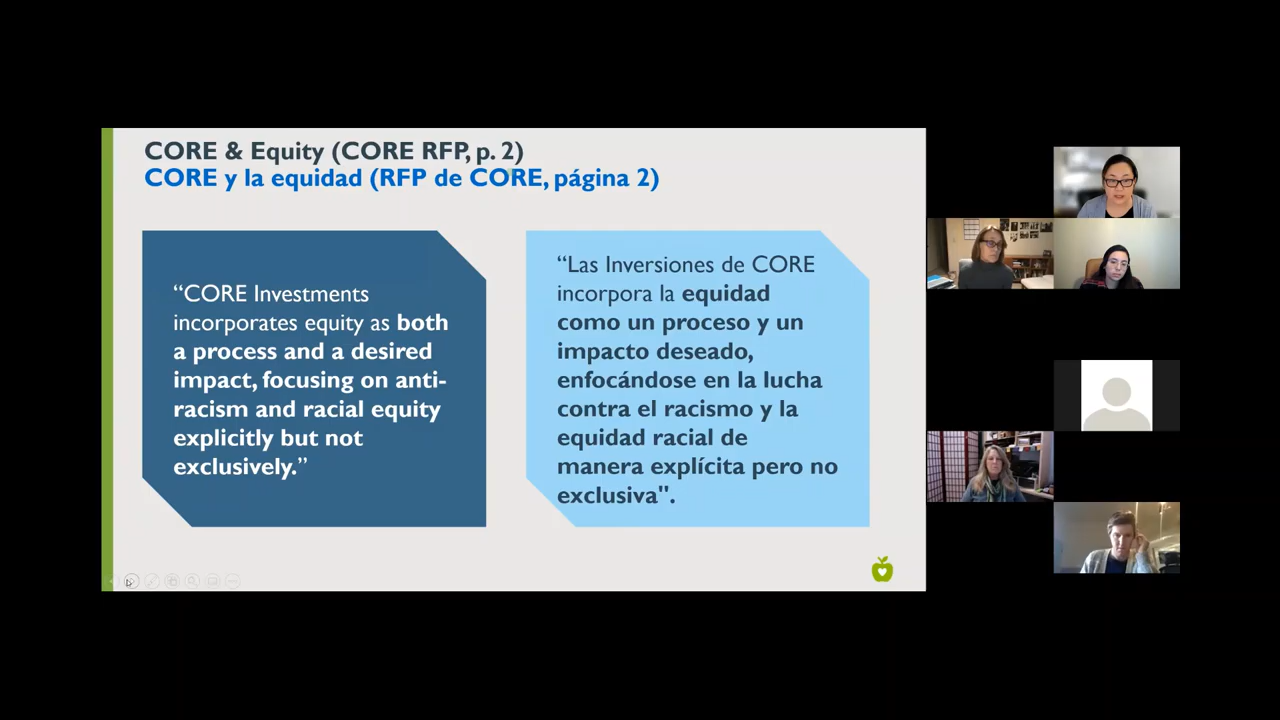 CORE & Equity (CORE RFP, p. 2)
CORE y la equidad (RFP de CORE, página 2)
“CORE Investments
incorporates equity as both
a process and a desired
impact, focusing on anti-
racism and racial equity
explicitly but not
exclusively.”
“Las Inversiones de CORE
incorpora la equidad
como un proceso y un
impacto deseado,
enfocándose en la lucha
contra el racismo y la
equidad racial de
manera explícita pero no
exclusiva".